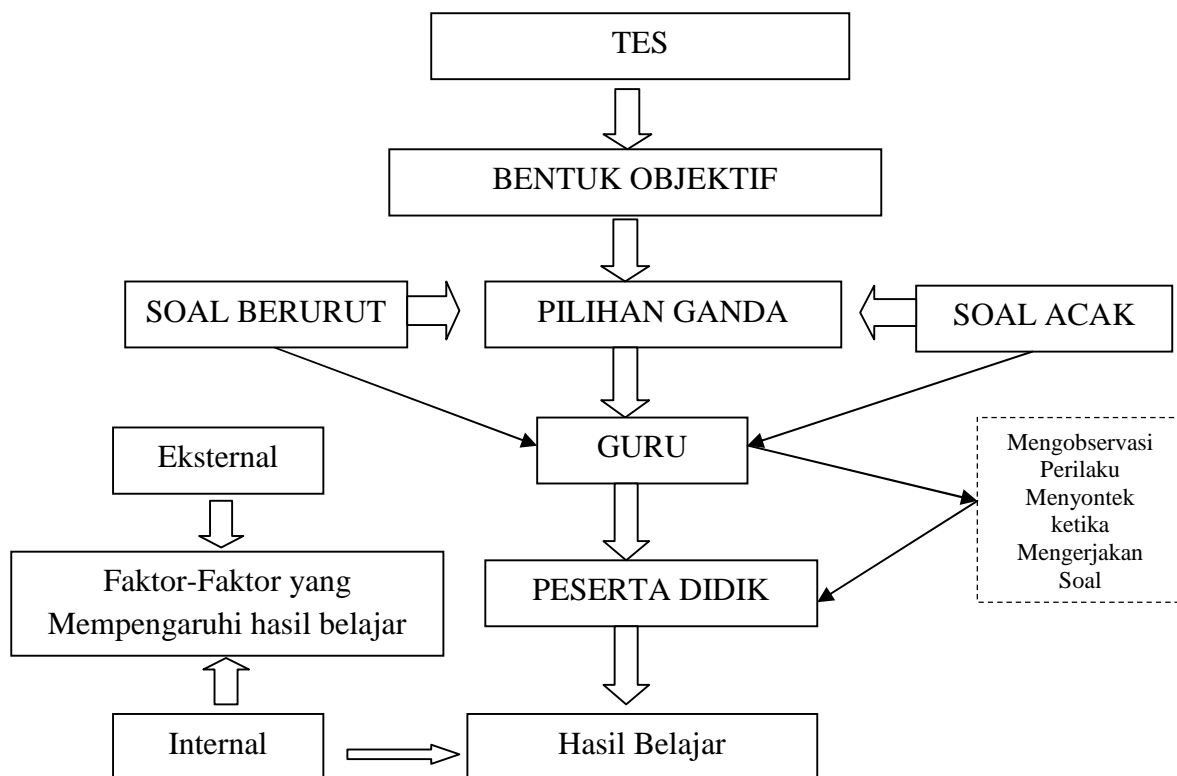 TES
BENTUK OBJEKTIF
SOAL BERURUT
PILIHAN GANDA
SOAL ACAK
GURU
Eksternal
Mengobservasi
Perilaku
Menyontek
ketika
Mengerjakan
Soal
Faktor-Faktor yang
Mempengaruhi hasil belajar
PESERTA DIDIK
Internal
Hasil Belajar